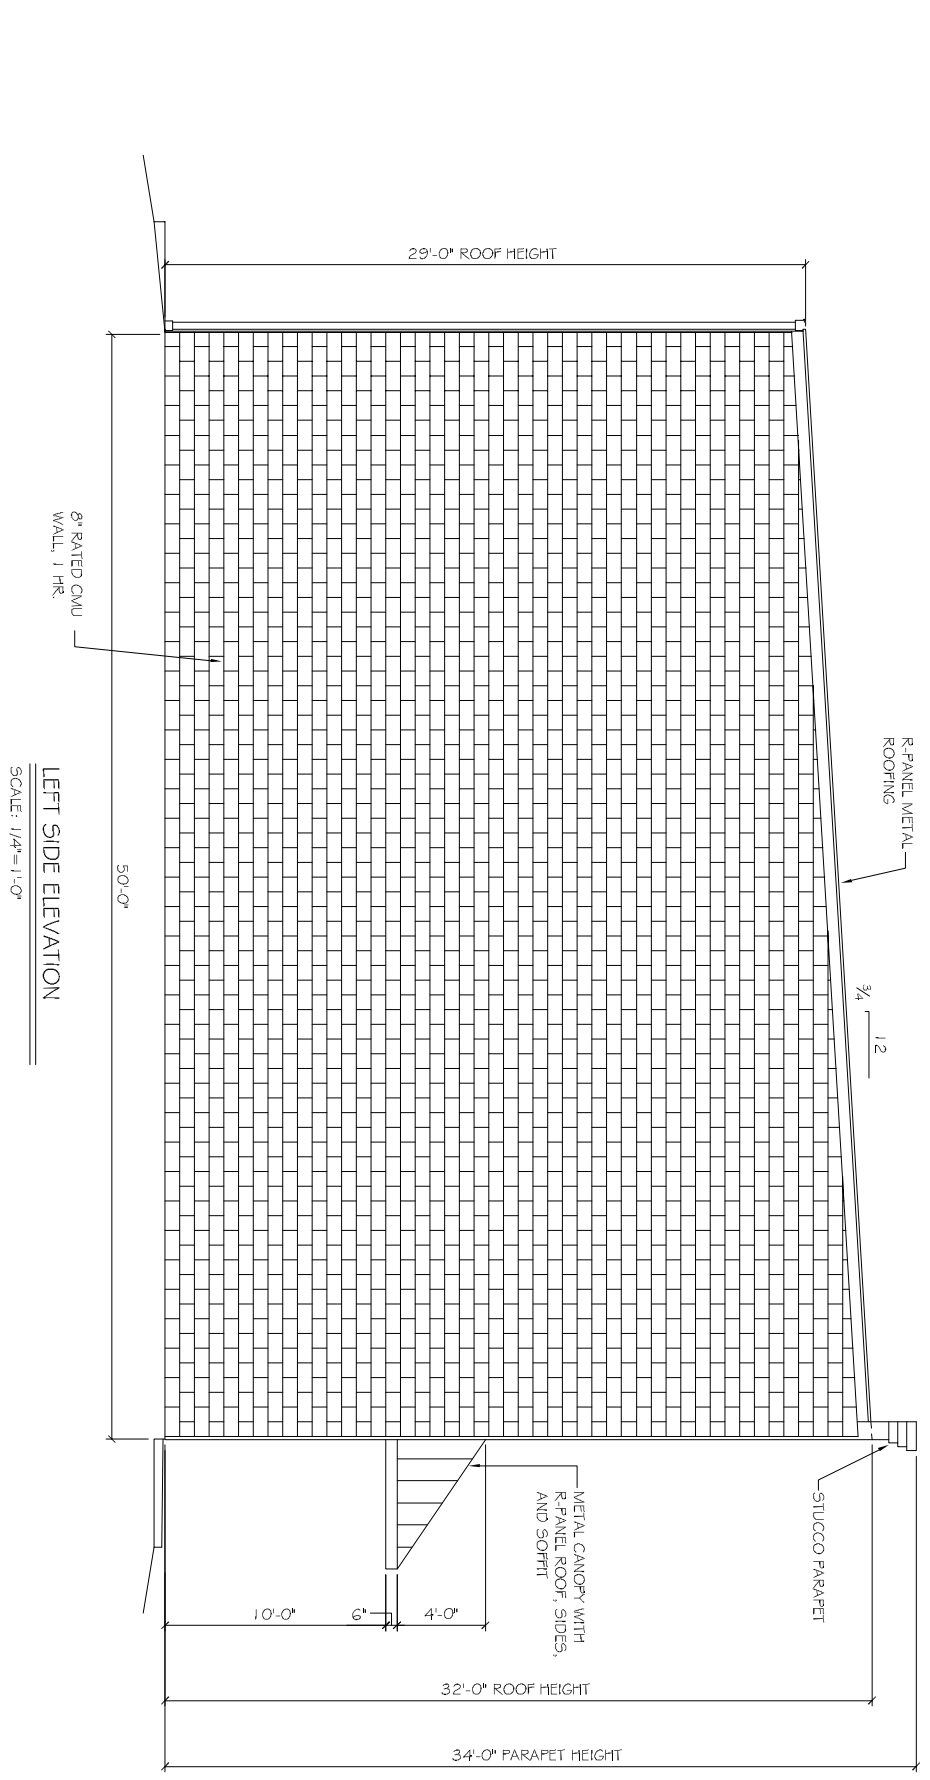 29'-0" ROOF HEIGHT
R-PANEL METAL
ROOFING
3/4
12
STUCCO PARAPET
METAL CANOPY WITH
R-PANEL ROOF, SIDES,
AND SOFFIT
8" RATED CMU
WALL, 1 HR.
50'-0"
10'-0"
6"
4'-0"
32'-0" ROOF HEIGHT
34'-0" PARAPET HEIGHT
LEFT SIDE ELEVATION
SCALE: 1/4"=1'-0"